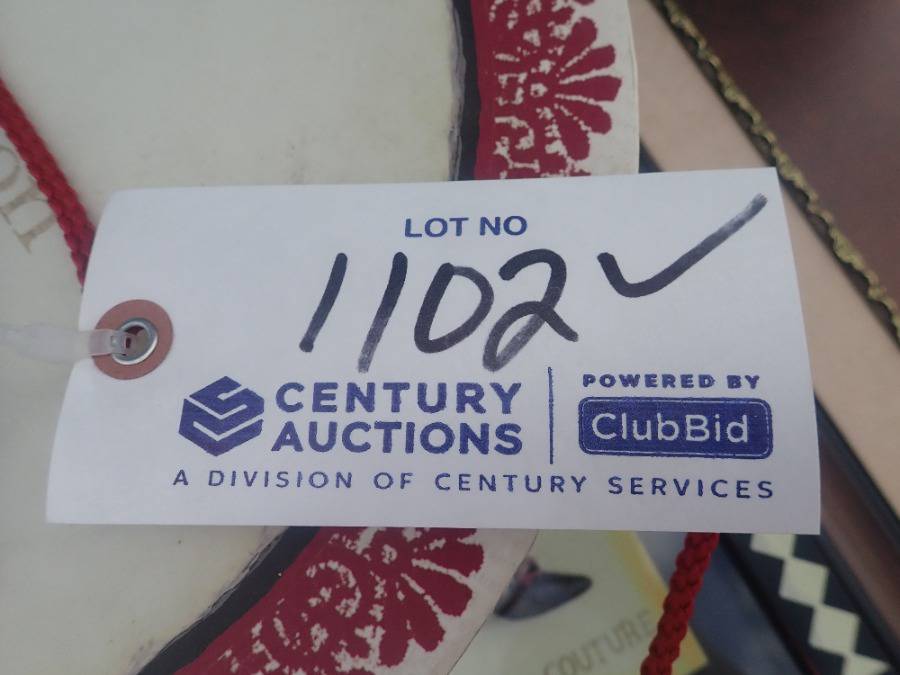 LOT NO
1102 ✓
CENTURY
AUCTIONS
POWERED BY
ClubBid
A DIVISION OF CENTURY SERVICES
COUTURE